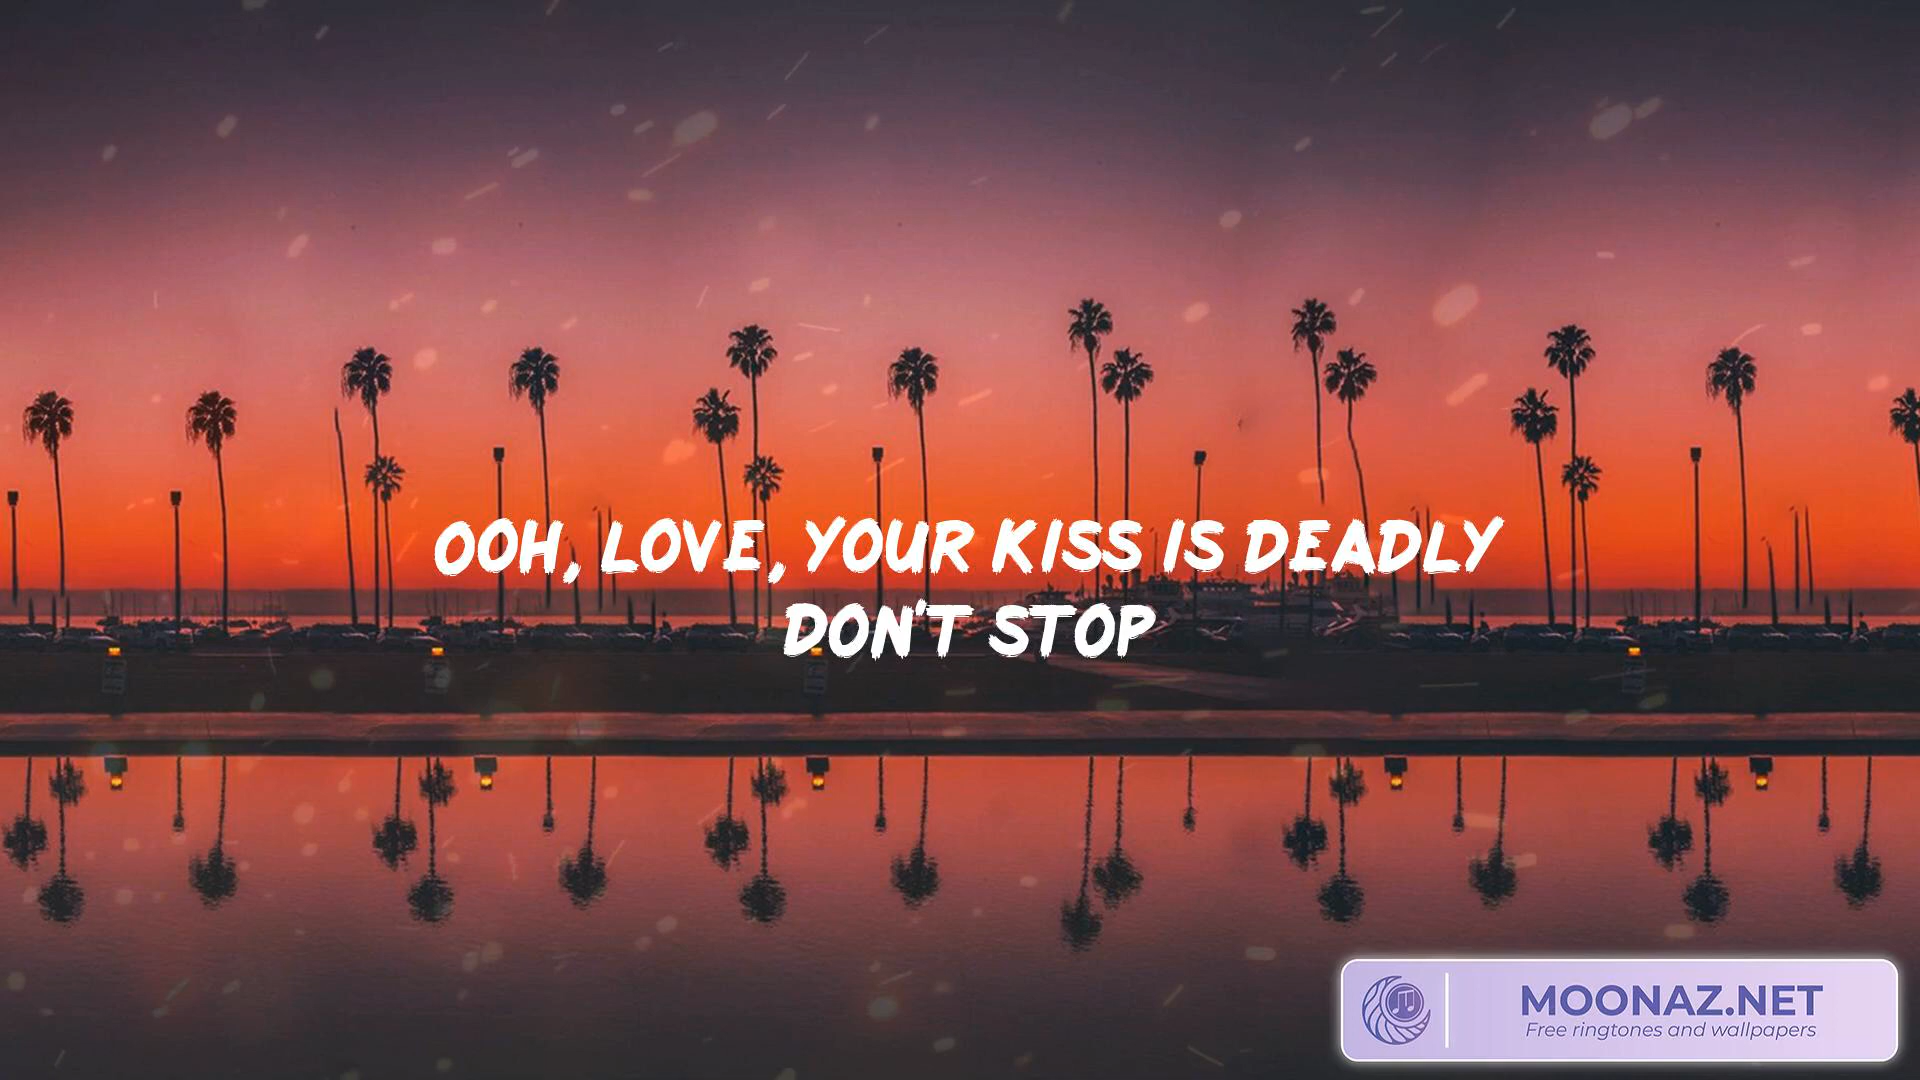 OOH, LOVE, YOUR KISS IS DEADLY
DON'T STOP
MOONAZ.NET
Free ringtones and wallpapers